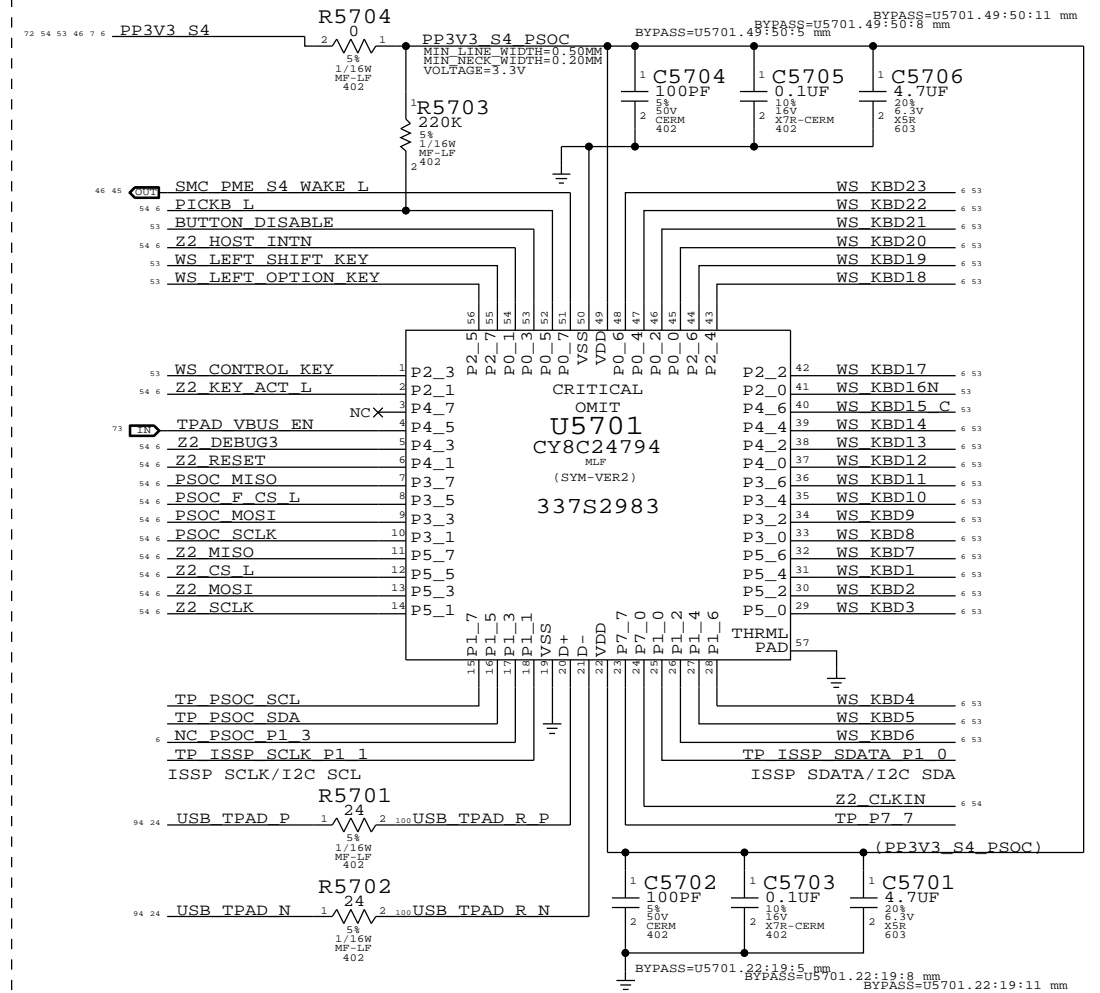 BYPASS=U5701.49:50:11 mm
BYPASS=U5701.49:50:8 mm
BYPASS=U5701.49:50:5 mm
72 54 53 46 7 6 PP3V3_S4
R5704
0
2 1
5%
1/16W
MF-LF
402
PP3V3_S4_PSOC
MIN_LINE_WIDTH=0.50MM
MIN_NECK_WIDTH=0.20MM
VOLTAGE=3.3V
1 R5703
220K
5%
1/16W
MF-LF
2 402
1 C5704
100PF
5%
50V
2 CERM
402
1 C5705
0.1UF
10%
16V
2 X7R-CERM
402
1 C5706
4.7UF
20%
6.3V
2 X5R
603
46 45 OUT SMC_PME_S4_WAKE_L
54 6 PICKB_L
53 BUTTON_DISABLE
54 6 Z2_HOST_INTN
53 WS_LEFT_SHIFT_KEY
53 WS_LEFT_OPTION_KEY
WS_KBD23 6 53
WS_KBD22 6 53
WS_KBD21 6 53
WS_KBD20 6 53
WS_KBD19 6 53
WS_KBD18 6 53
56 55 54 53 52 51 50 49 48 47 46 45 44 43
P2_5 P2_7 P0_1 P0_3 P0_5 P0_7 VSS VDD P0_6 P0_4 P0_2 P0_0 P2_6 P2_4
53 WS_CONTROL_KEY 1 P2_3
54 6 Z2_KEY_ACT_L 2 P2_1
NC 3 P4_7
73 IN TPAD_VBUS_EN 4 P4_5
54 6 Z2_DEBUG3 5 P4_3
54 6 Z2_RESET 6 P4_1
54 6 PSOC_MISO 7 P3_7
54 6 PSOC_F_CS_L 8 P3_5
54 6 PSOC_MOSI 9 P3_3
54 6 PSOC_SCLK 10 P3_1
54 6 Z2_MISO 11 P5_7
54 6 Z2_CS_L 12 P5_5
54 6 Z2_MOSI 13 P5_3
54 6 Z2_SCLK 14 P5_1
CRITICAL
OMIT
U5701
CY8C24794
MLF
(SYM-VER2)
337S2983
P2_2 42 WS_KBD17 6 53
P2_0 41 WS_KBD16N 53
P4_6 40 WS_KBD15_C 53
P4_4 39 WS_KBD14 6 53
P4_2 38 WS_KBD13 6 53
P4_0 37 WS_KBD12 6 53
P3_6 36 WS_KBD11 6 53
P3_4 35 WS_KBD10 6 53
P3_2 34 WS_KBD9 6 53
P3_0 33 WS_KBD8 6 53
P5_6 32 WS_KBD7 6 53
P5_4 31 WS_KBD1 6 53
P5_2 30 WS_KBD2 6 53
P5_0 29 WS_KBD3 6 53
THRML
PAD 57
P1_7 P1_5 P1_3 P1_1 VSS D+ D- VDD P7_7 P7_0 P1_0 P1_2 P1_4 P1_6
15 16 17 18 19 20 21 22 23 24 25 26 27 28
TP_PSOC_SCL
TP_PSOC_SDA
6 NC_PSOC_P1_3
TP_ISSP_SCLK_P1_1
ISSP SCLK/I2C SCL
WS_KBD4 6 53
WS_KBD5 6 53
WS_KBD6 6 53
TP_ISSP_SDATA_P1_0
ISSP SDATA/I2C SDA
Z2_CLKIN 6 54
TP_P7_7
R5701
24
94 24 USB_TPAD_P 1 2 100 USB_TPAD_R_P
5%
1/16W
MF-LF
402
R5702
24
94 24 USB_TPAD_N 1 2 100 USB_TPAD_R_N
5%
1/16W
MF-LF
402
(PP3V3_S4_PSOC)
1 C5702
100PF
5%
50V
2 CERM
402
1 C5703
0.1UF
10%
16V
2 X7R-CERM
402
1 C5701
4.7UF
20%
6.3V
2 X5R
603
BYPASS=U5701.22:19:5 mm
BYPASS=U5701.22:19:8 mm
BYPASS=U5701.22:19:11 mm